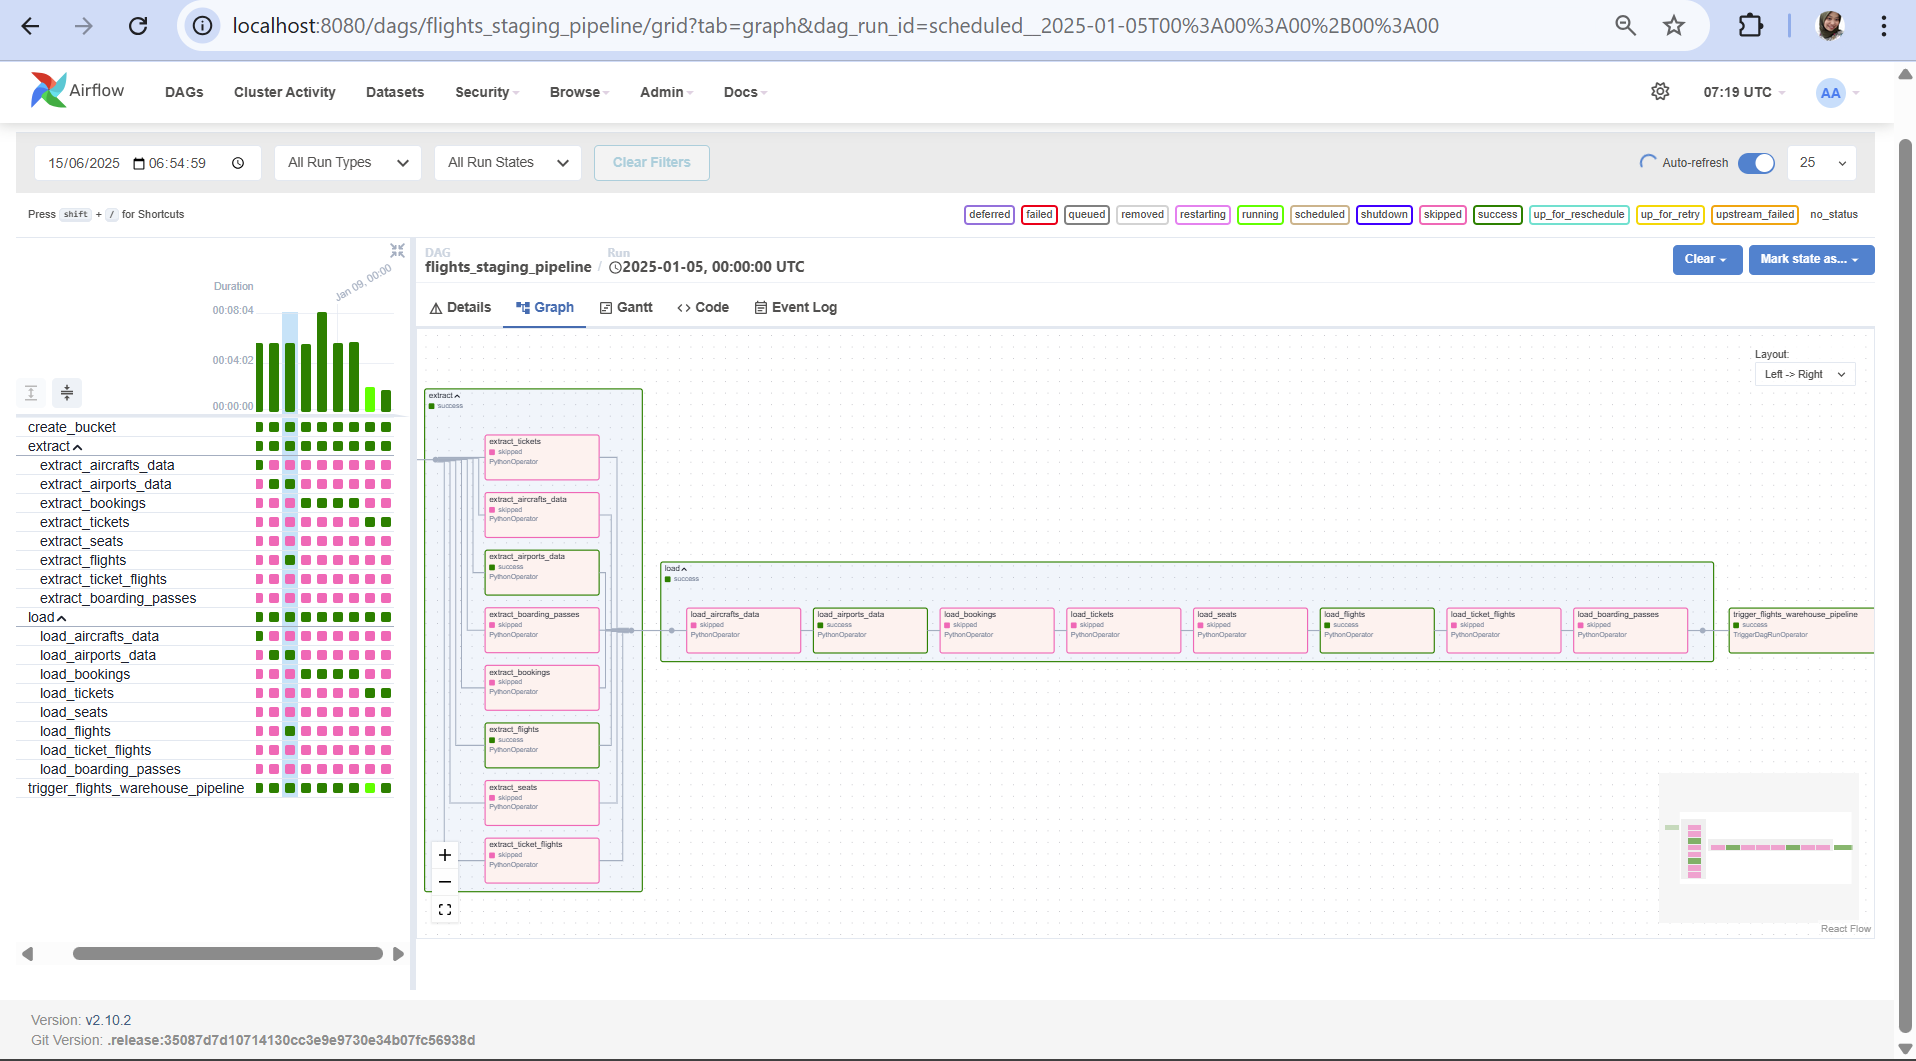 localhost:8080/dags/flights_staging_pipeline/grid?tab=graph&dag_run_id=scheduled__2025-01-05T00%3A00%3A00%2B00%3A00
Airflow DAGs Cluster Activity Datasets Security Browse Admin Docs 07:19 UTC AA
15/06/2025 06:54:59 All Run Types All Run States Clear Filters Auto-refresh 25
Press shift + / for Shortcuts deferred failed queued removed restarting running scheduled shutdown skipped success up_for_reschedule up_for_retry upstream_failed no_status
DAG Run
flights_staging_pipeline / 2025-01-05, 00:00:00 UTC Clear Mark state as...
Details Graph Gantt Code Event Log
Jan 09, 00:00
Duration
00:08:04
00:04:02
00:00:00
create_bucket
extract
extract_aircrafts_data
extract_airports_data
extract_bookings
extract_tickets
extract_seats
extract_flights
extract_ticket_flights
extract_boarding_passes
load
load_aircrafts_data
load_airports_data
load_bookings
load_tickets
load_seats
load_flights
load_ticket_flights
load_boarding_passes
trigger_flights_warehouse_pipeline
Layout:
Left -> Right
extract
success
extract_tickets
skipped
PythonOperator
extract_aircrafts_data
skipped
PythonOperator
extract_airports_data
success
PythonOperator
extract_boarding_passes
skipped
PythonOperator
extract_bookings
skipped
PythonOperator
extract_flights
success
PythonOperator
extract_seats
skipped
PythonOperator
extract_ticket_flights
skipped
PythonOperator
load
success
load_aircrafts_data
skipped
PythonOperator
load_airports_data
success
PythonOperator
load_bookings
skipped
PythonOperator
load_tickets
skipped
PythonOperator
load_seats
skipped
PythonOperator
load_flights
success
PythonOperator
load_ticket_flights
skipped
PythonOperator
load_boarding_passes
skipped
PythonOperator
trigger_flights_warehouse_pipeline
success
TriggerDagRunOperator
React Flow
Version: v2.10.2
Git Version: .release:35087d7d10714130cc3e9e9730e34b07fc56938d